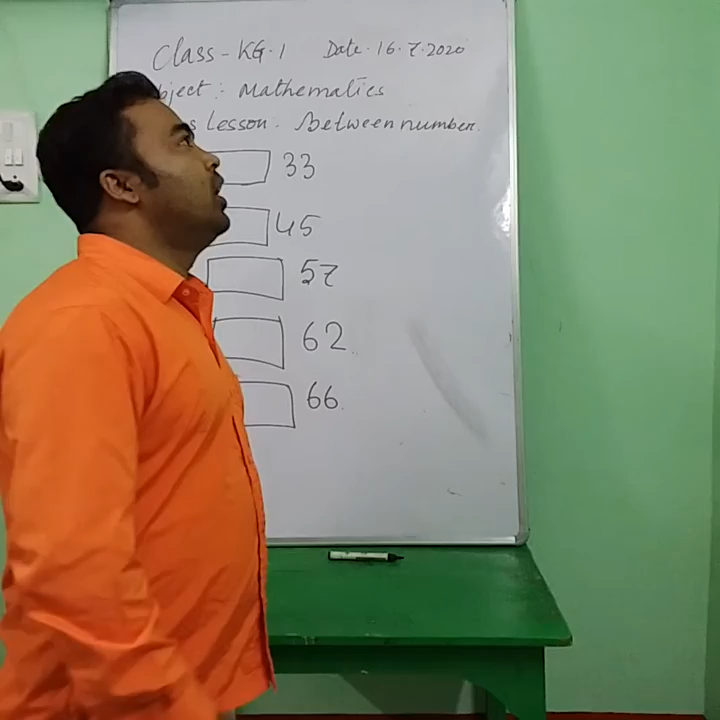 Class - KG.1 Date. 16.7.2020
bject :- Mathematics
s lesson. Between number.
33
45
57
62
66